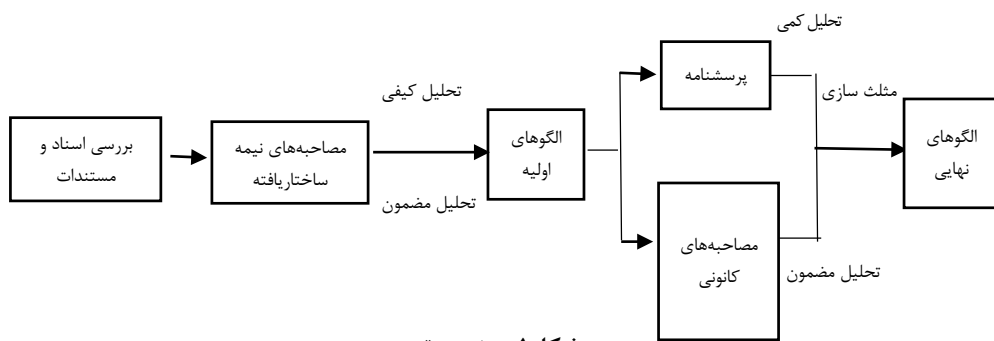 بررسی اسناد و
مستندات
مصاحبه‌های نیمه
ساختاریافته
تحلیل کیفی
تحلیل مضمون
الگوهای
اولیه
تحلیل کمی
پرسشنامه
مصاحبه‌های
کانونی
مثلث سازی
تحلیل مضمون
الگوهای
نهایی